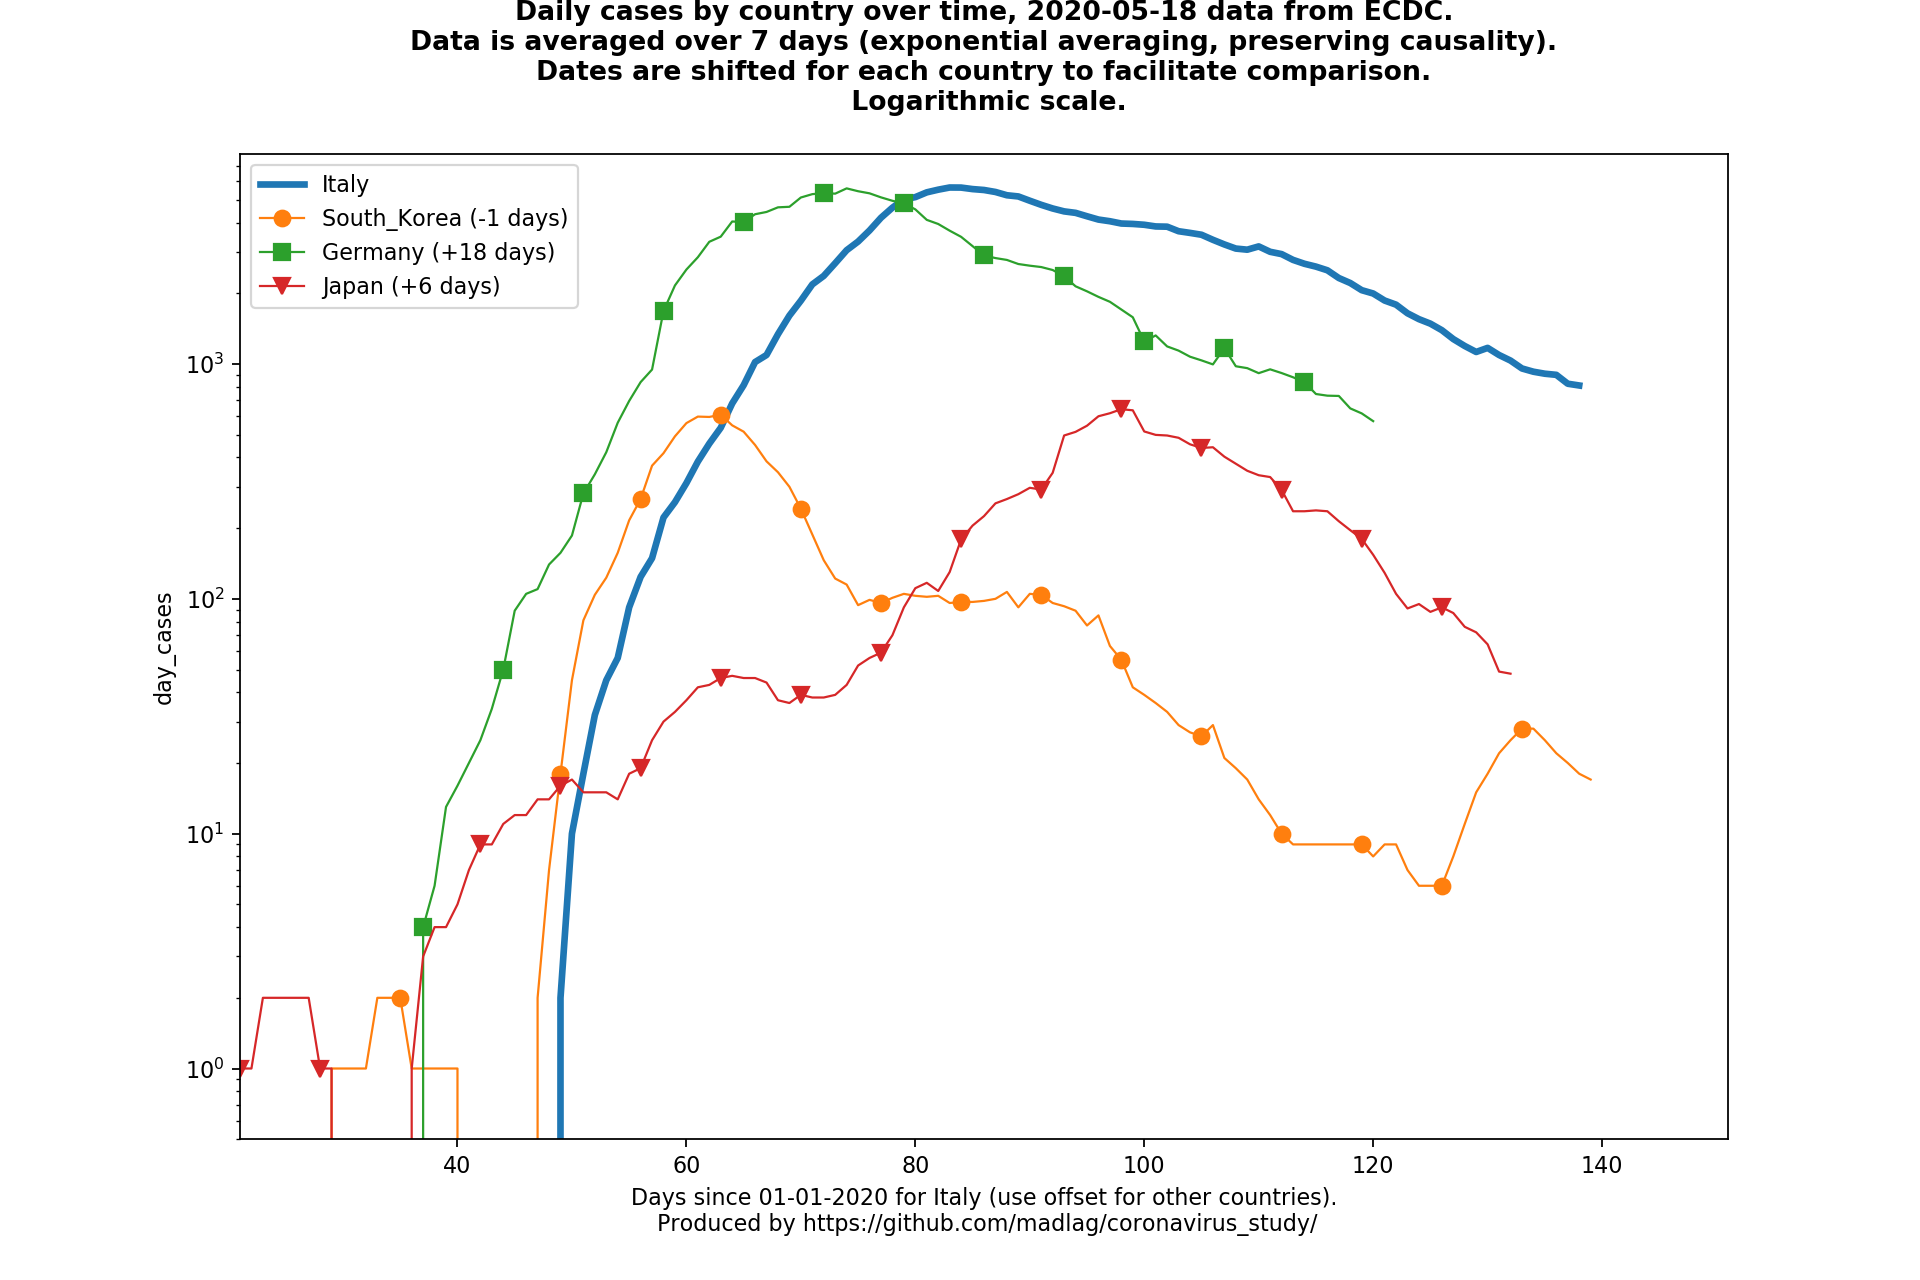 Daily cases by country over time, 2020-05-18 data from ECDC.
Data is averaged over 7 days (exponential averaging, preserving causality).
Dates are shifted for each country to facilitate comparison.
Logarithmic scale.
Italy
South_Korea (-1 days)
Germany (+18 days)
Japan (+6 days)
10³
10²
10¹
10⁰
day_cases
40 60 80 100 120 140
Days since 01-01-2020 for Italy (use offset for other countries).
Produced by https://github.com/madlag/coronavirus_study/